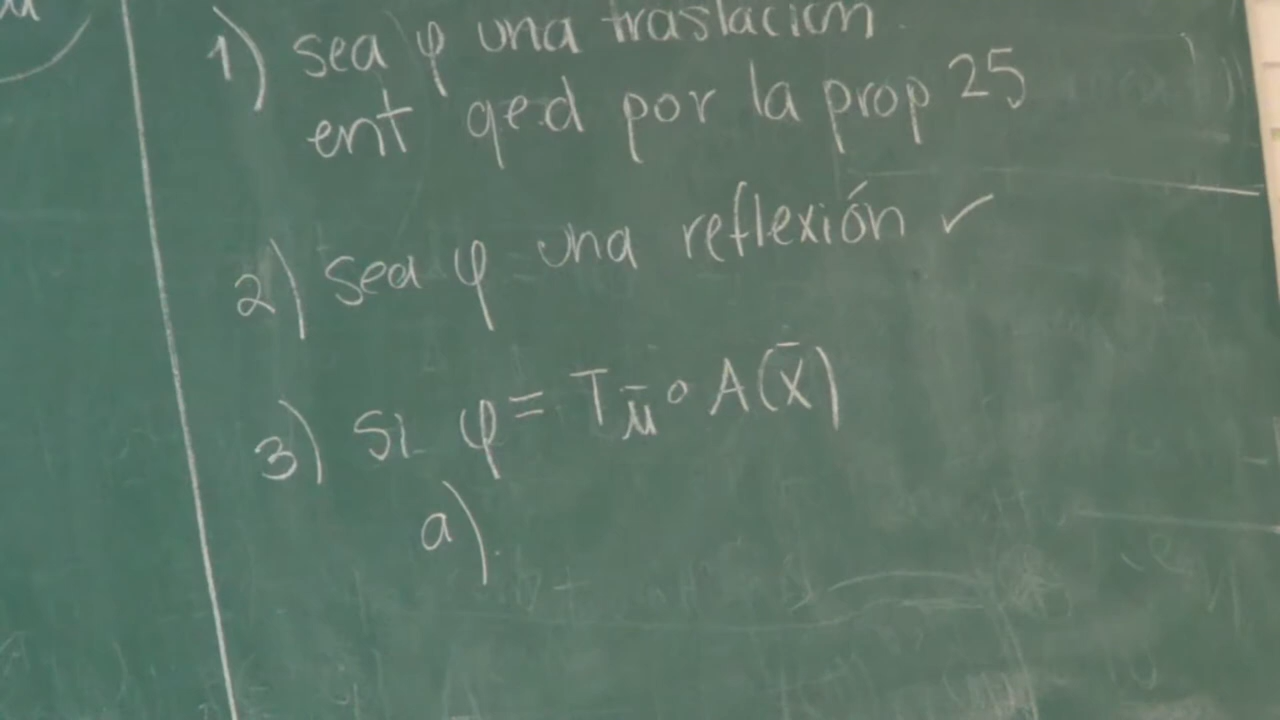 1) sea φ una traslación.
ent qed por la prop 25
2) sea φ una reflexión ✓
3) Si φ = T_ū ∘ A(x̄)
a)